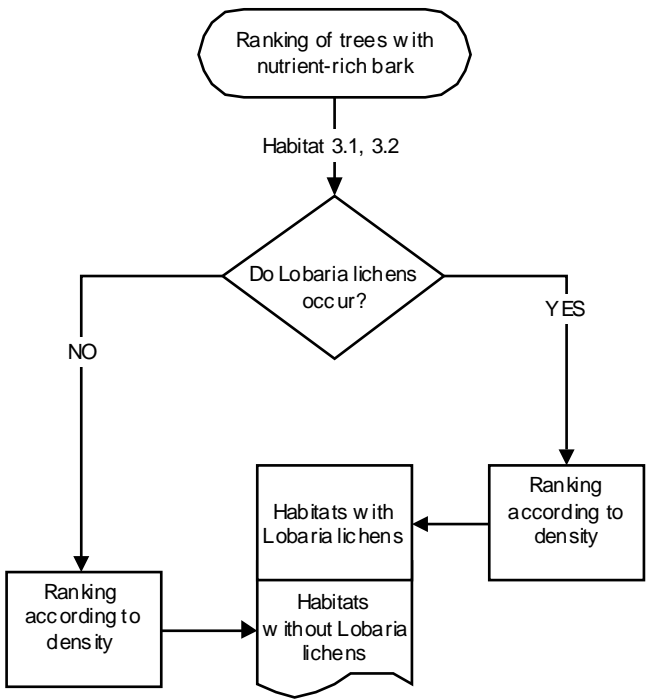 Ranking of trees with
nutrient-rich bark
Habitat 3.1, 3.2
Do Lobaria lichens
occur?
YES
NO
Habitats with
Lobaria lichens
Ranking
according to
density
Ranking
according to
density
Habitats
without Lobaria
lichens